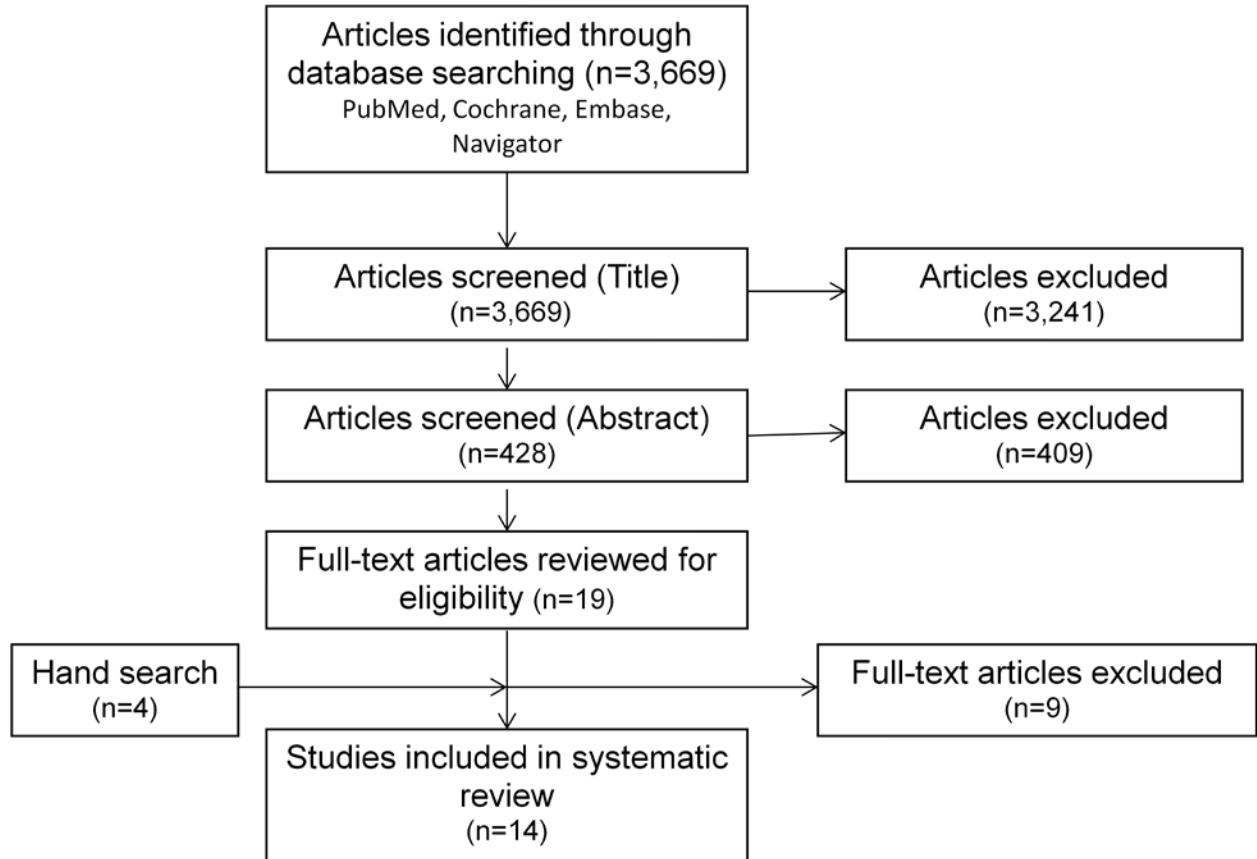 Articles identified through
database searching (n=3,669)
PubMed, Cochrane, Embase,
Navigator
Articles screened (Title)
(n=3,669)
Articles excluded
(n=3,241)
Articles screened (Abstract)
(n=428)
Articles excluded
(n=409)
Full-text articles reviewed for
eligibility (n=19)
Hand search
(n=4)
Full-text articles excluded
(n=9)
Studies included in systematic
review
(n=14)